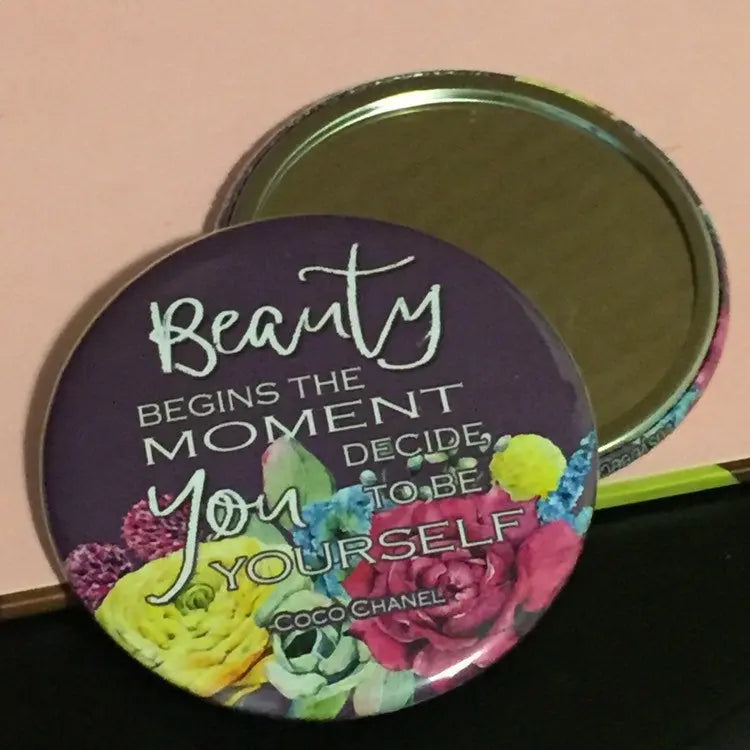 Beauty
BEGINS THE
MOMENT
You DECIDE
TO BE
YOURSELF
-COCO CHANEL